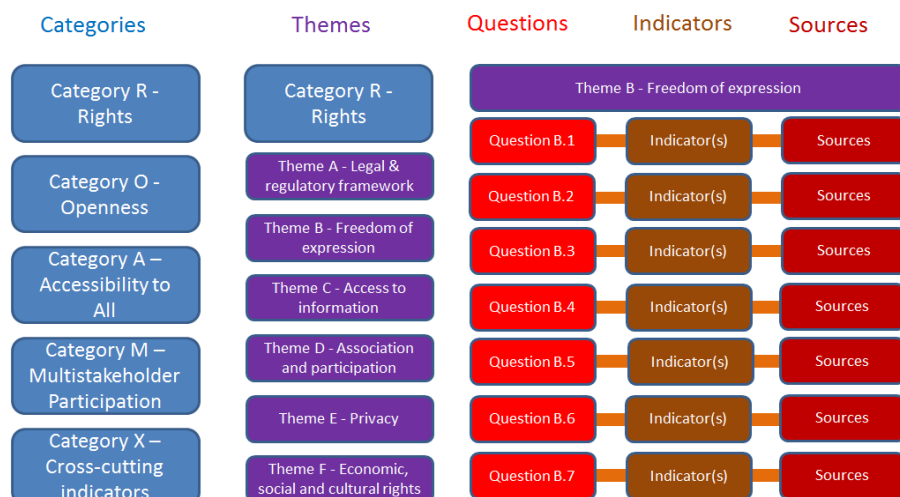 Categories
Themes
Questions
Indicators
Sources
Category R -
Rights
Category O -
Openness
Category A –
Accessibility to
All
Category M –
Multistakeholder
Participation
Category X –
Cross-cutting
indicators
Category R -
Rights
Theme A - Legal &
regulatory framework
Theme B - Freedom of
expression
Theme C - Access to
information
Theme D - Association
and participation
Theme E - Privacy
Theme F - Economic,
social and cultural rights
Theme B - Freedom of expression
Question B.1
Indicator(s)
Sources
Question B.2
Indicator(s)
Sources
Question B.3
Indicator(s)
Sources
Question B.4
Indicator(s)
Sources
Question B.5
Indicator(s)
Sources
Question B.6
Indicator(s)
Sources
Question B.7
Indicator(s)
Sources